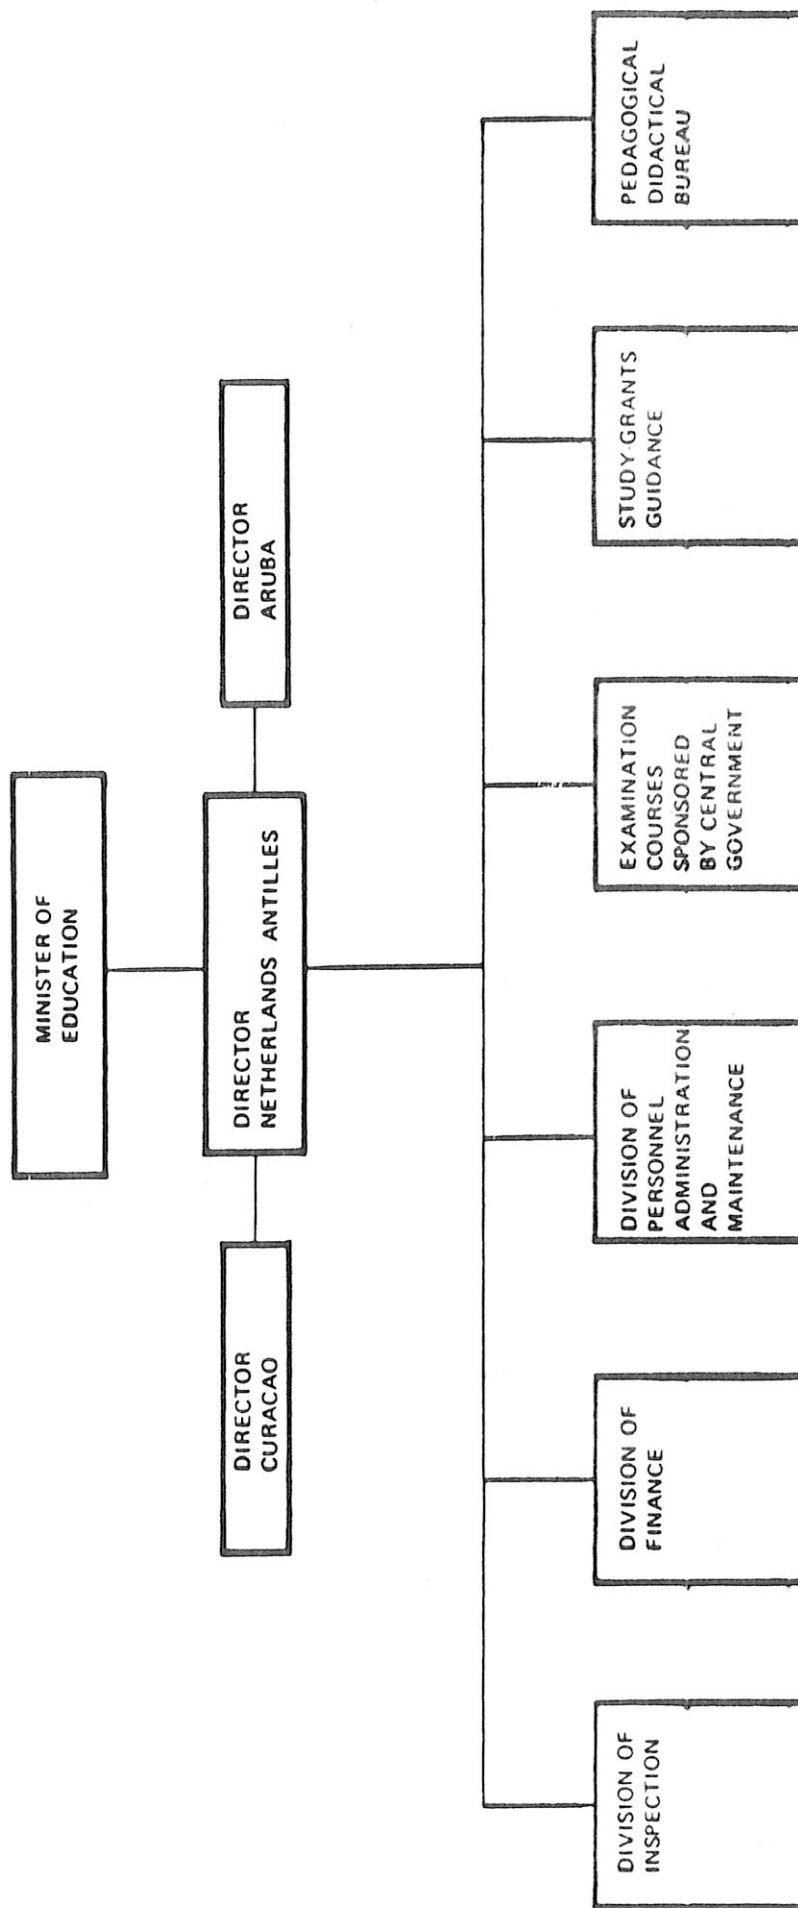 MINISTER OF
EDUCATION
DIRECTOR
CURACAO
DIRECTOR
NETHERLANDS ANTILLES
DIRECTOR
ARUBA
DIVISION OF
INSPECTION
DIVISION OF
FINANCE
DIVISION OF
PERSONNEL
ADMINISTRATION
AND
MAINTENANCE
EXAMINATION
COURSES
SPONSORED
BY CENTRAL
GOVERNMENT
STUDY-GRANTS
GUIDANCE
PEDAGOGICAL
DIDACTICAL
BUREAU